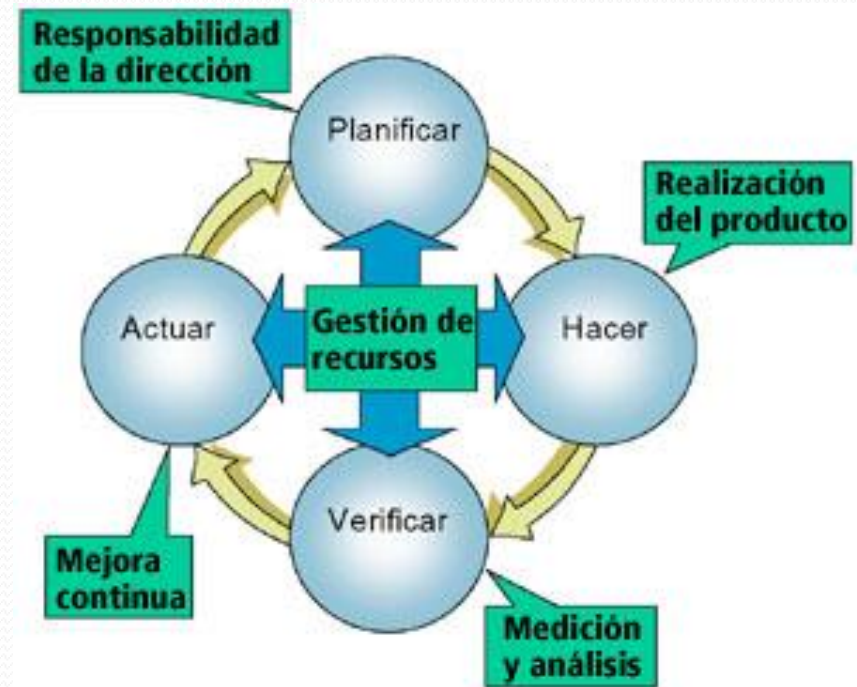 Responsabilidad
de la dirección
Planificar
Realización
del producto
Actuar
Gestión de
recursos
Hacer
Verificar
Mejora
continua
Medición
y análisis